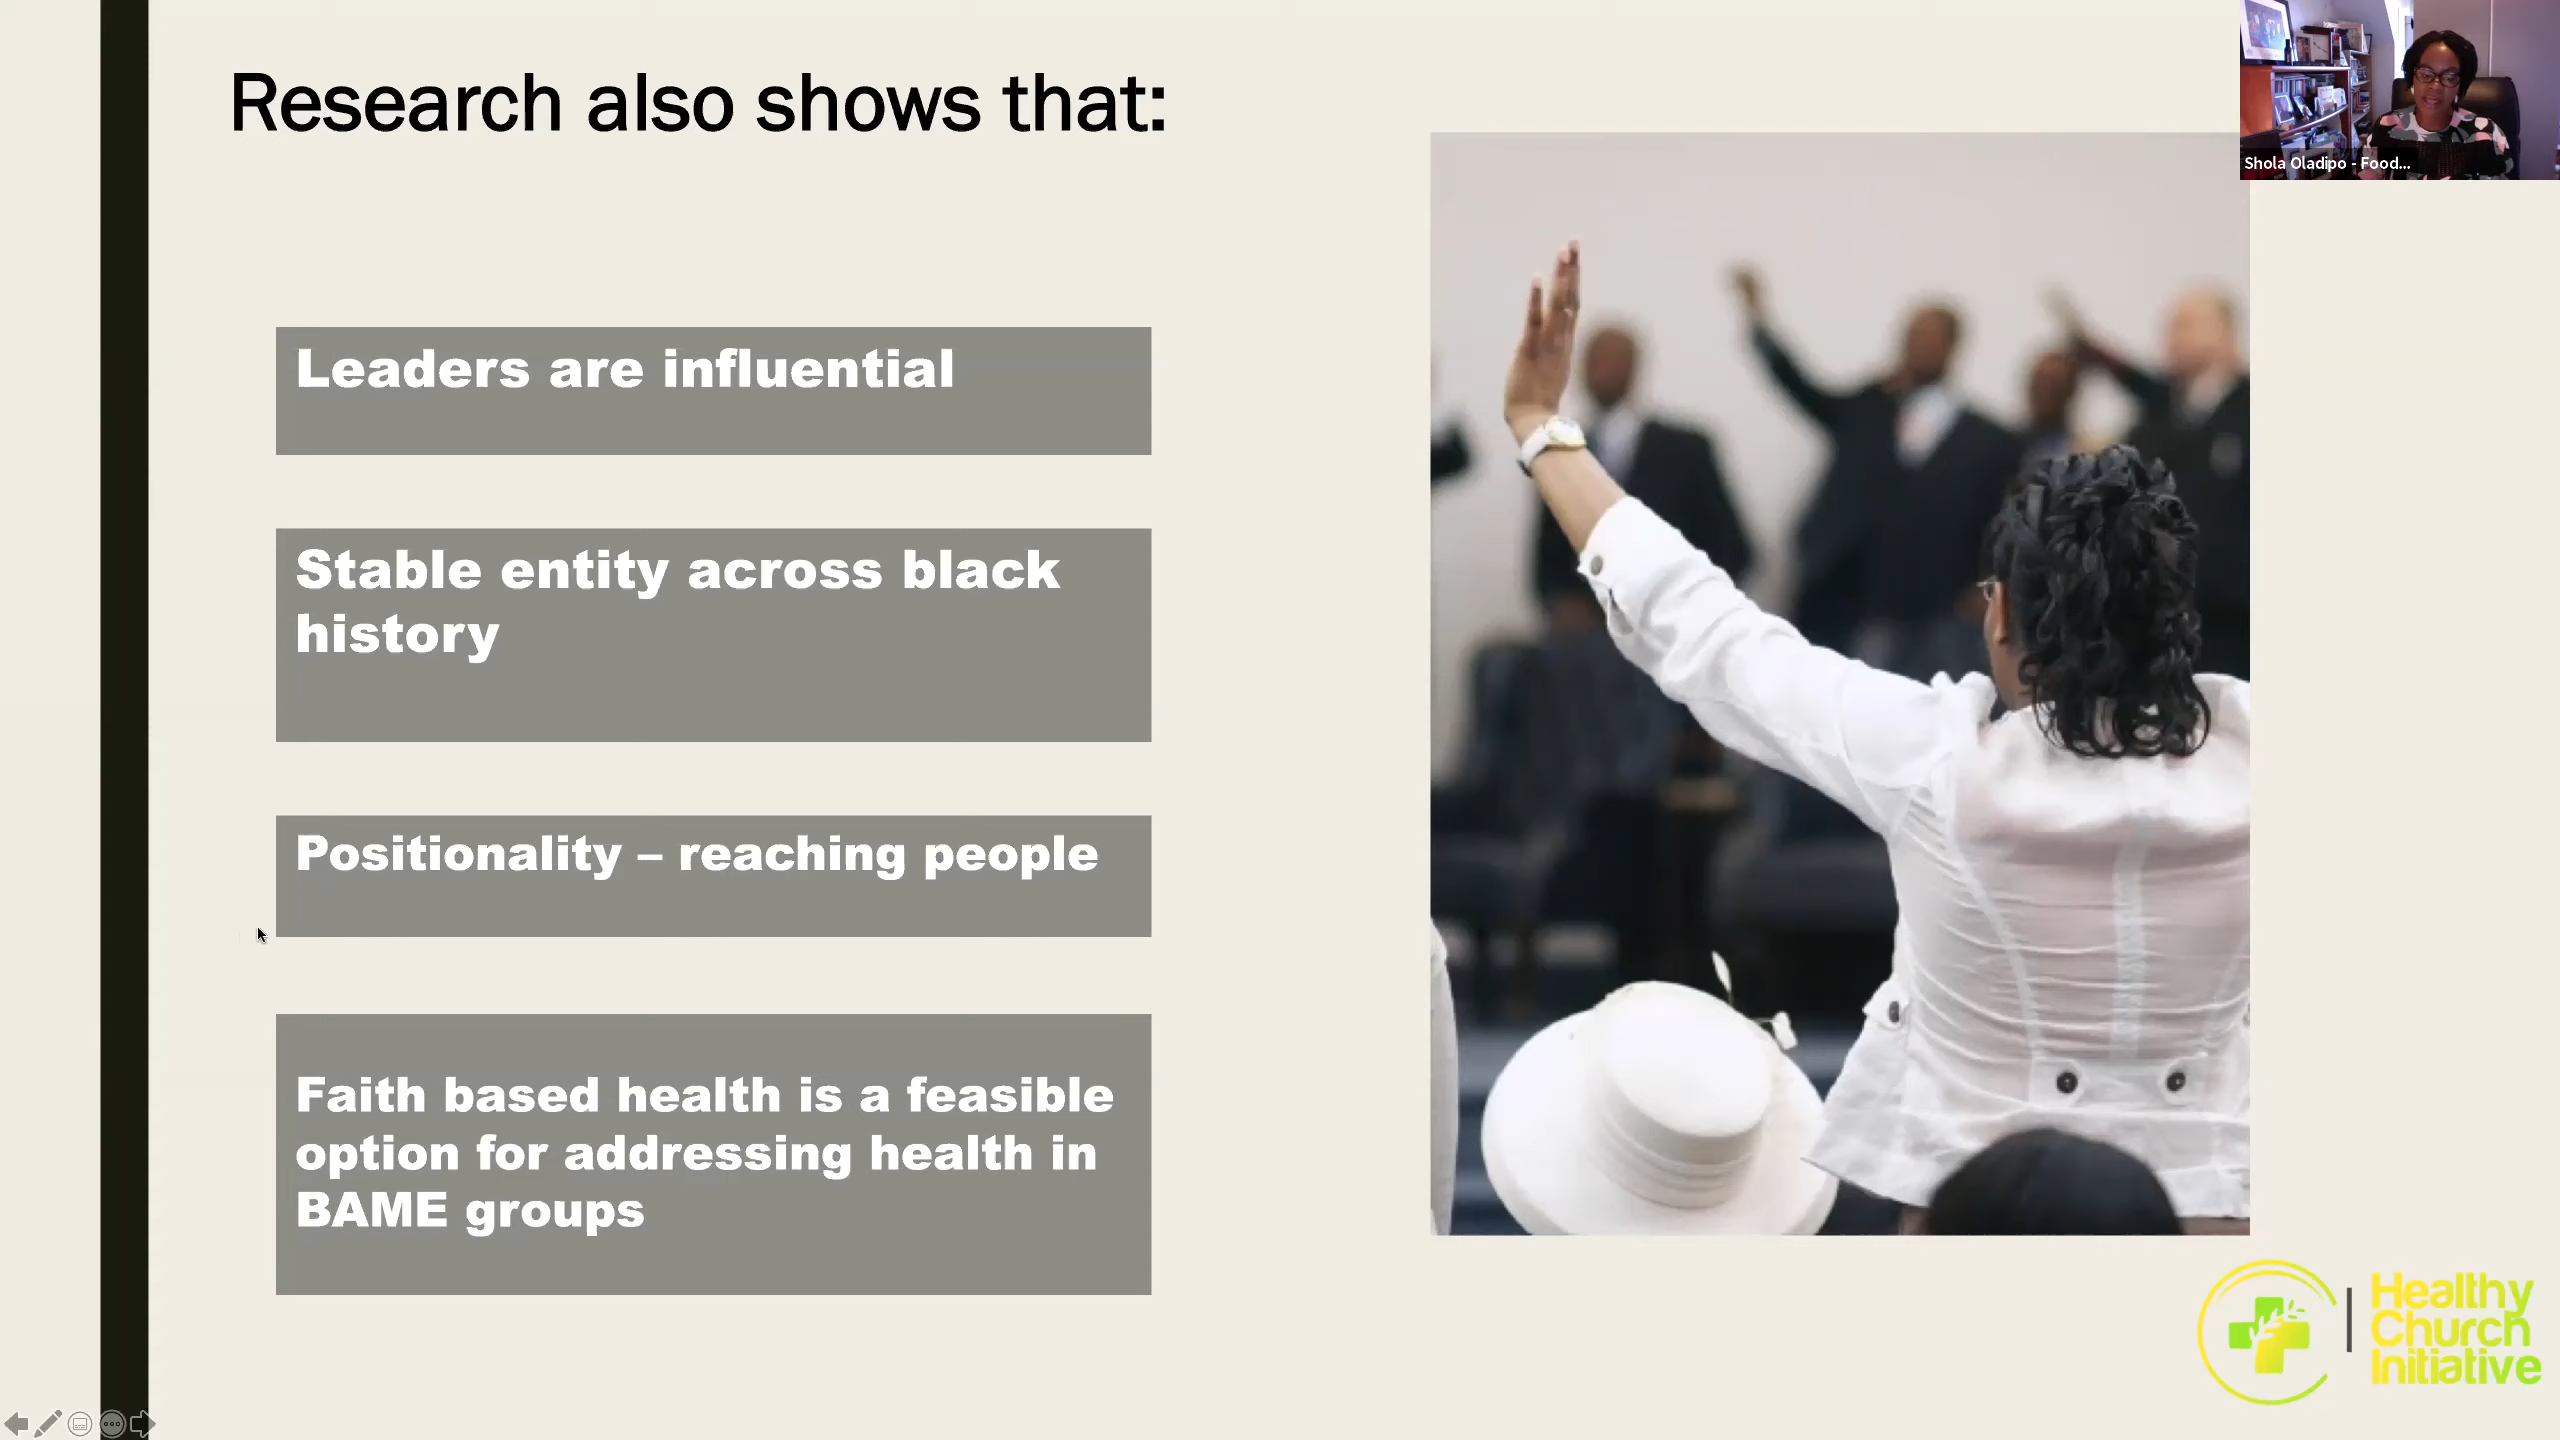 Research also shows that:
Shola Oladipo - Food...
Leaders are influential
Stable entity across black
history
Positionality – reaching people
Faith based health is a feasible
option for addressing health in
BAME groups
Healthy
Church
Initiative